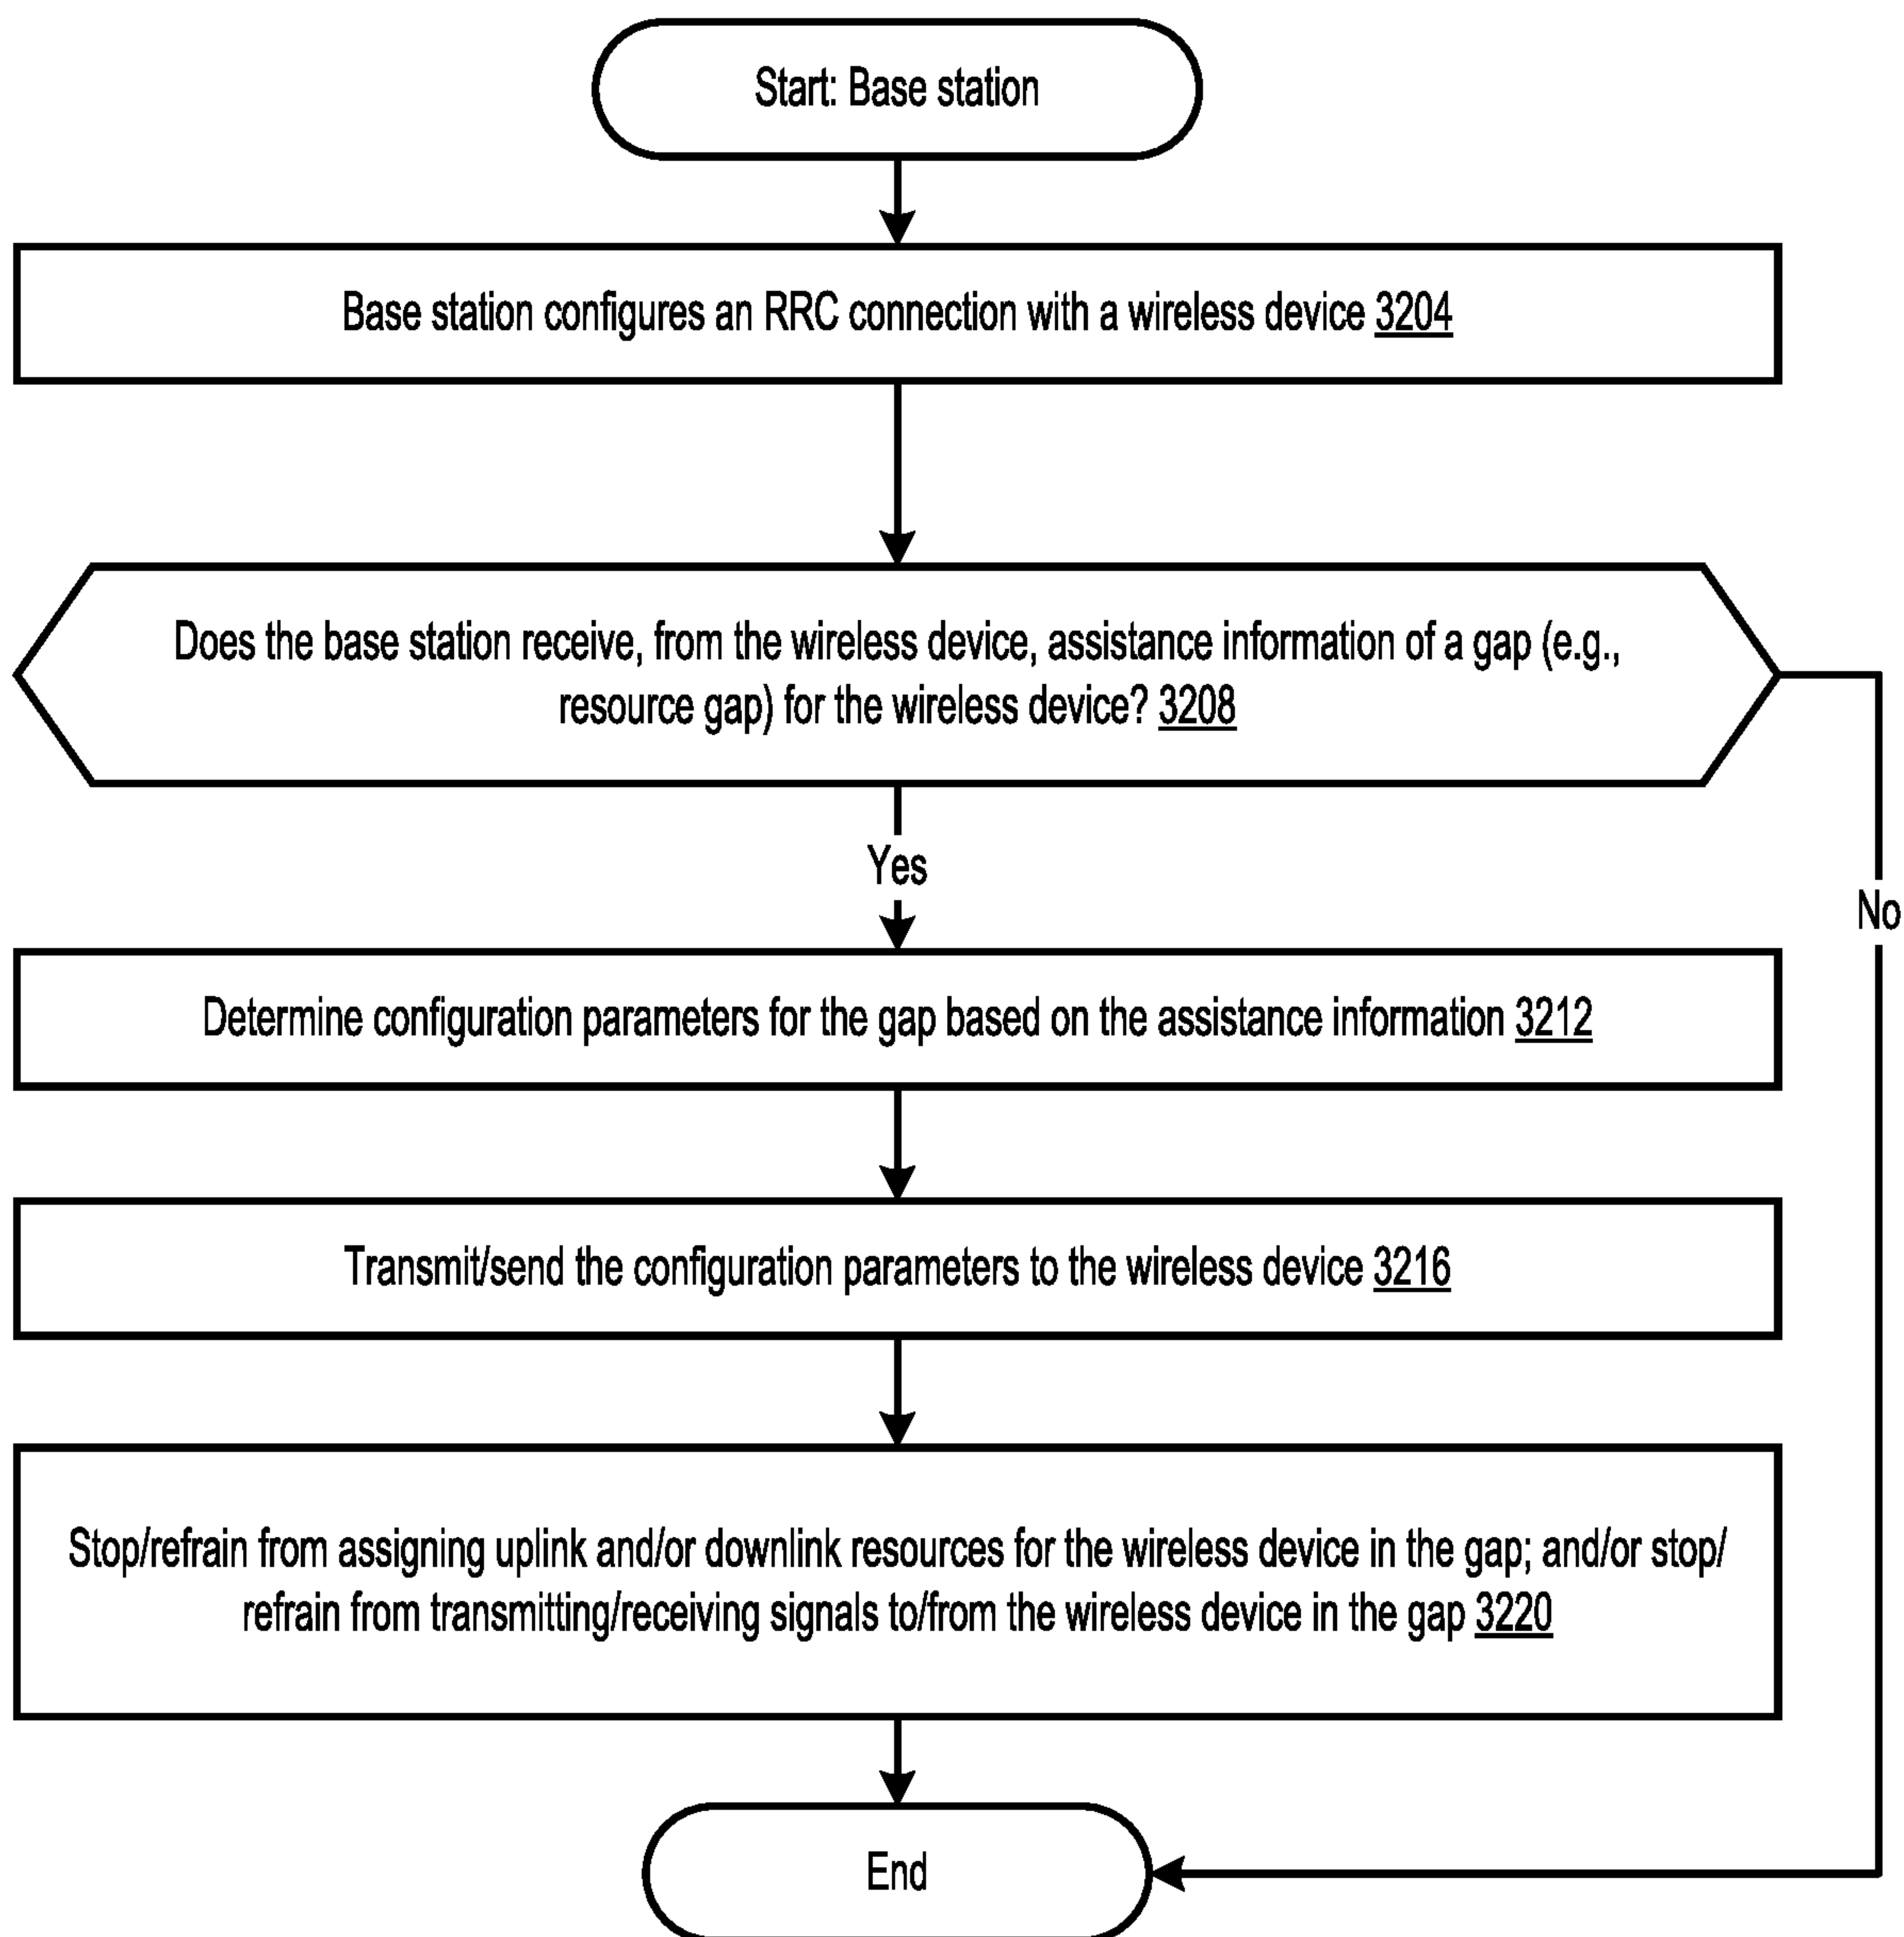 Start: Base station
Base station configures an RRC connection with a wireless device 3204
Does the base station receive, from the wireless device, assistance information of a gap (e.g.,
resource gap) for the wireless device? 3208
Yes
No
Determine configuration parameters for the gap based on the assistance information 3212
Transmit/send the configuration parameters to the wireless device 3216
Stop/refrain from assigning uplink and/or downlink resources for the wireless device in the gap; and/or stop/
refrain from transmitting/receiving signals to/from the wireless device in the gap 3220
End